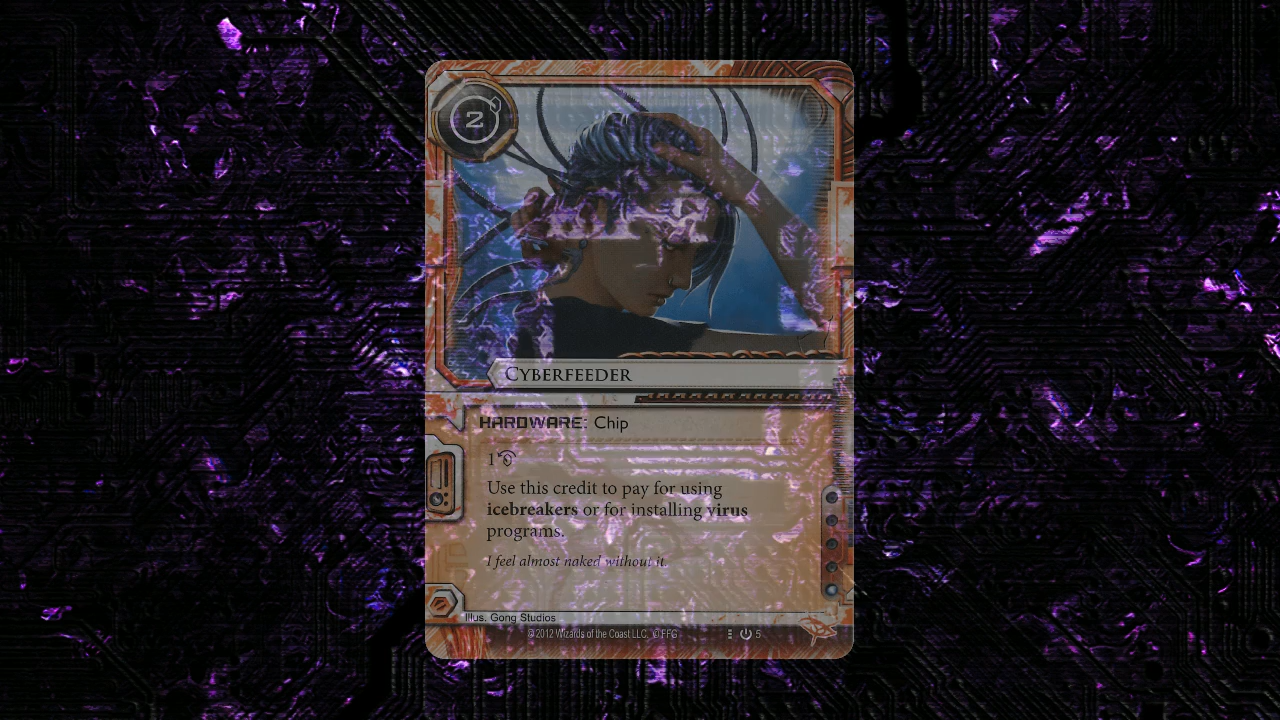 2
Cyberfeeder
HARDWARE: Chip
1
Use this credit to pay for using
icebreakers or for installing virus
programs.
I feel almost naked without it.
Illus. Gong Studios
©2012 Wizards of the Coast LLC. ©FFG 5